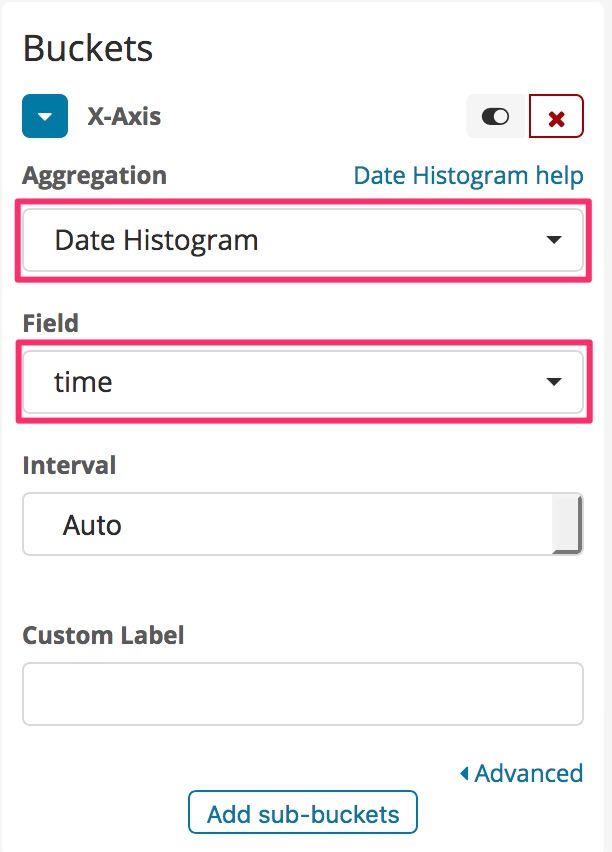 Buckets
X-Axis
Aggregation Date Histogram help
Date Histogram
Field
time
Interval
Auto
Custom Label
Advanced
Add sub-buckets